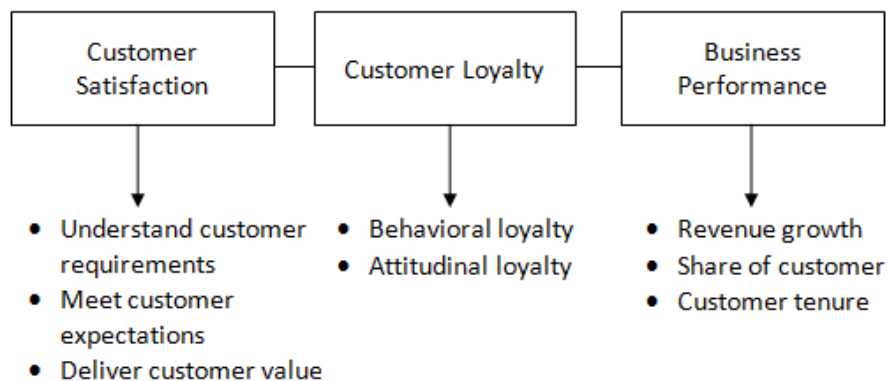 Customer
Satisfaction
Customer Loyalty
Business
Performance
• Understand customer
requirements
• Meet customer
expectations
• Deliver customer value
• Behavioral loyalty
• Attitudinal loyalty
• Revenue growth
• Share of customer
• Customer tenure